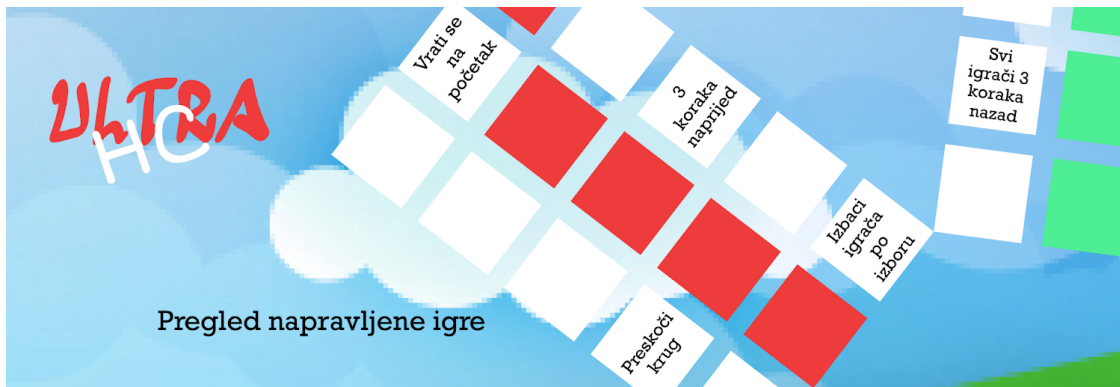 ULTRA
HC
Vrati se
na
početak
3
koraka
naprijed
Svi
igrači 3
koraka
nazad
Izbaci
igrača
po
izboru
Preskoči
krug
Pregled napravljene igre